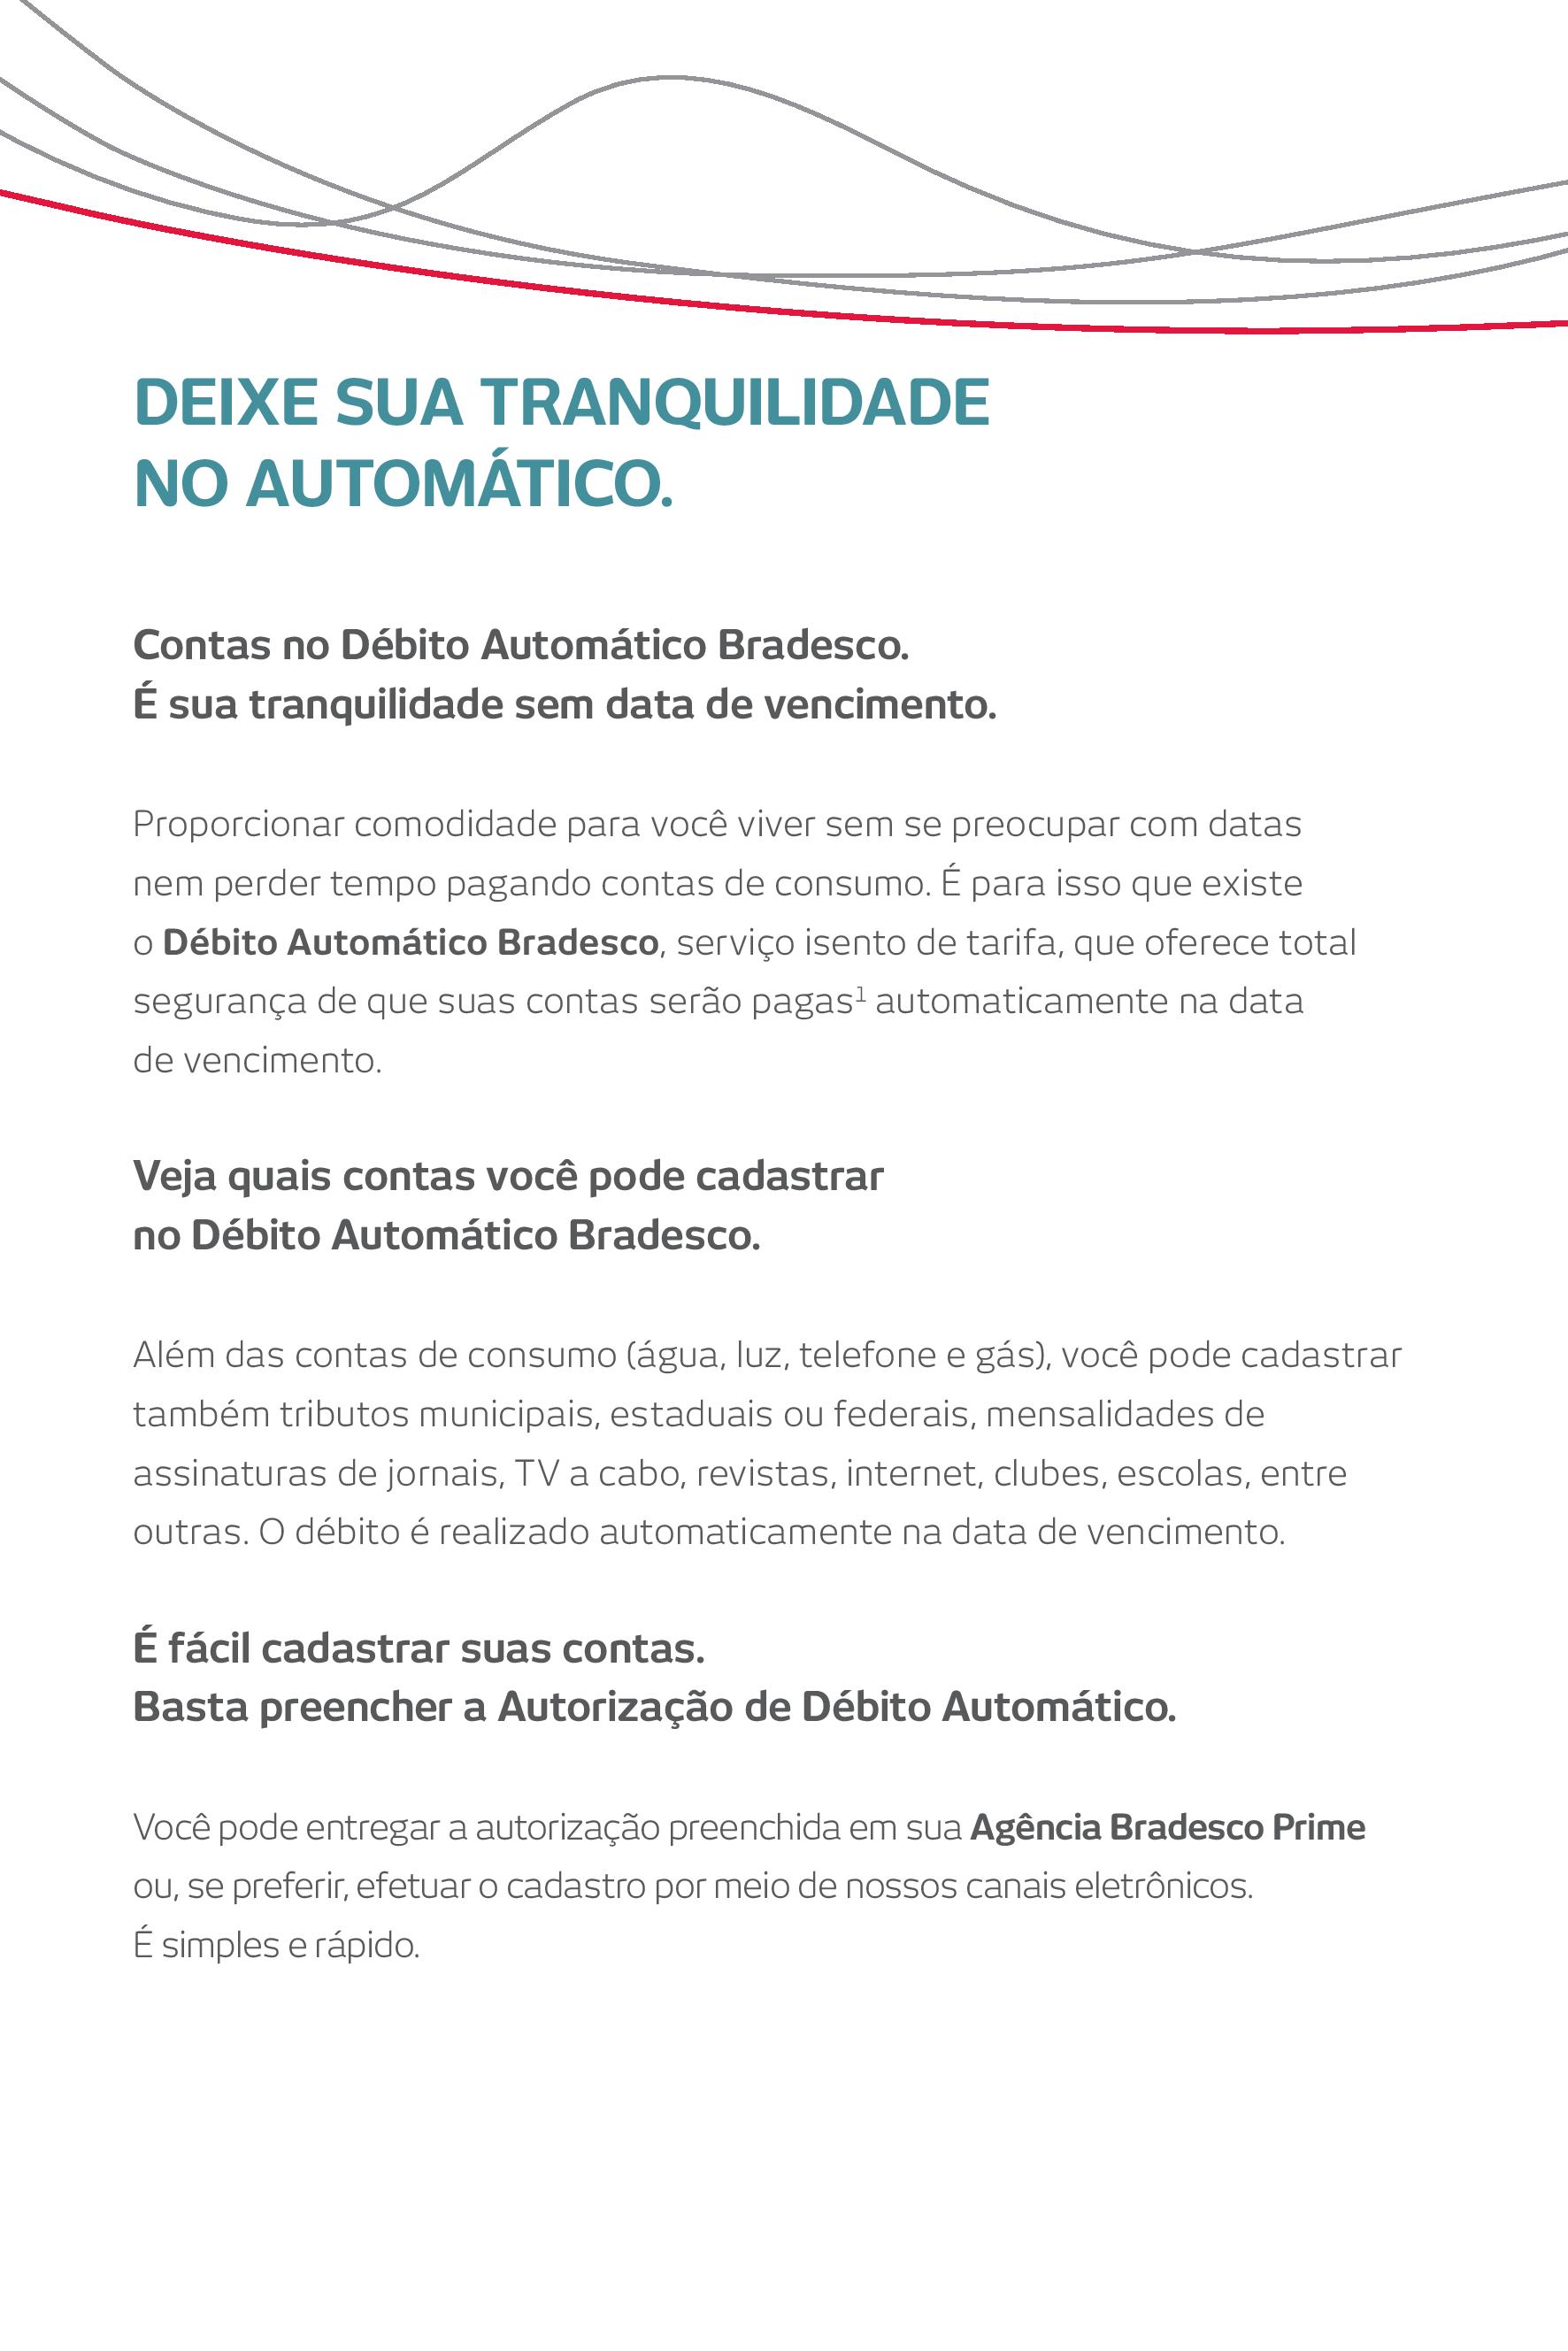 DEIXE SUA TRANQUILIDADE
NO AUTOMÁTICO.
Contas no Débito Automático Bradesco.
É sua tranquilidade sem data de vencimento.
Proporcionar comodidade para você viver sem se preocupar com datas
nem perder tempo pagando contas de consumo. É para isso que existe
o Débito Automático Bradesco, serviço isento de tarifa, que oferece total
segurança de que suas contas serão pagas¹ automaticamente na data
de vencimento.
Veja quais contas você pode cadastrar
no Débito Automático Bradesco.
Além das contas de consumo (água, luz, telefone e gás), você pode cadastrar
também tributos municipais, estaduais ou federais, mensalidades de
assinaturas de jornais, TV a cabo, revistas, internet, clubes, escolas, entre
outras. O débito é realizado automaticamente na data de vencimento.
É fácil cadastrar suas contas.
Basta preencher a Autorização de Débito Automático.
Você pode entregar a autorização preenchida em sua Agência Bradesco Prime
ou, se preferir, efetuar o cadastro por meio de nossos canais eletrônicos.
É simples e rápido.